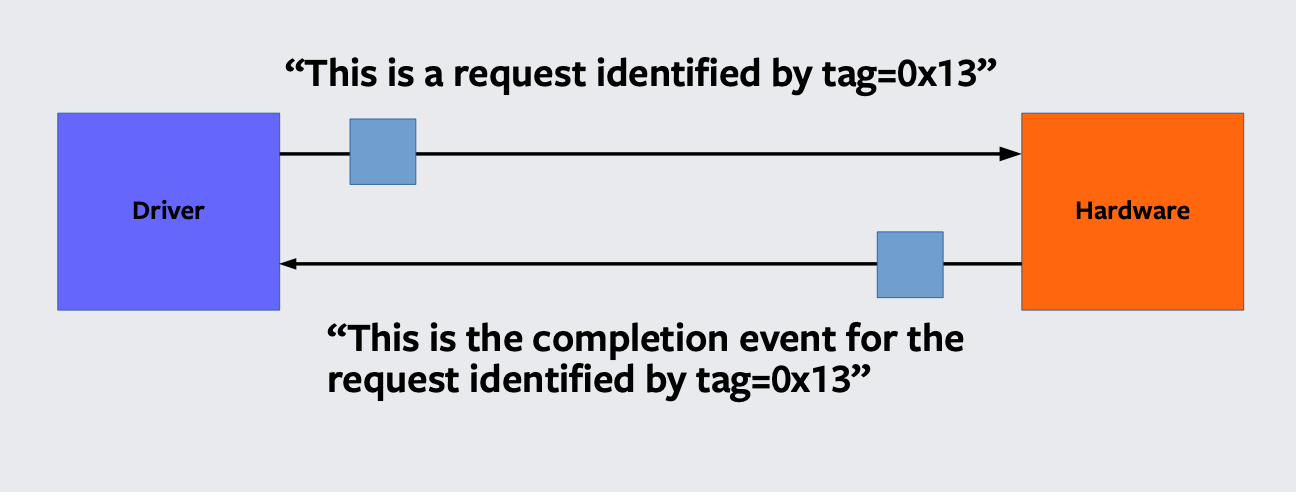 “This is a request identified by tag=0x13”
Driver
Hardware
“This is the completion event for the
request identified by tag=0x13”